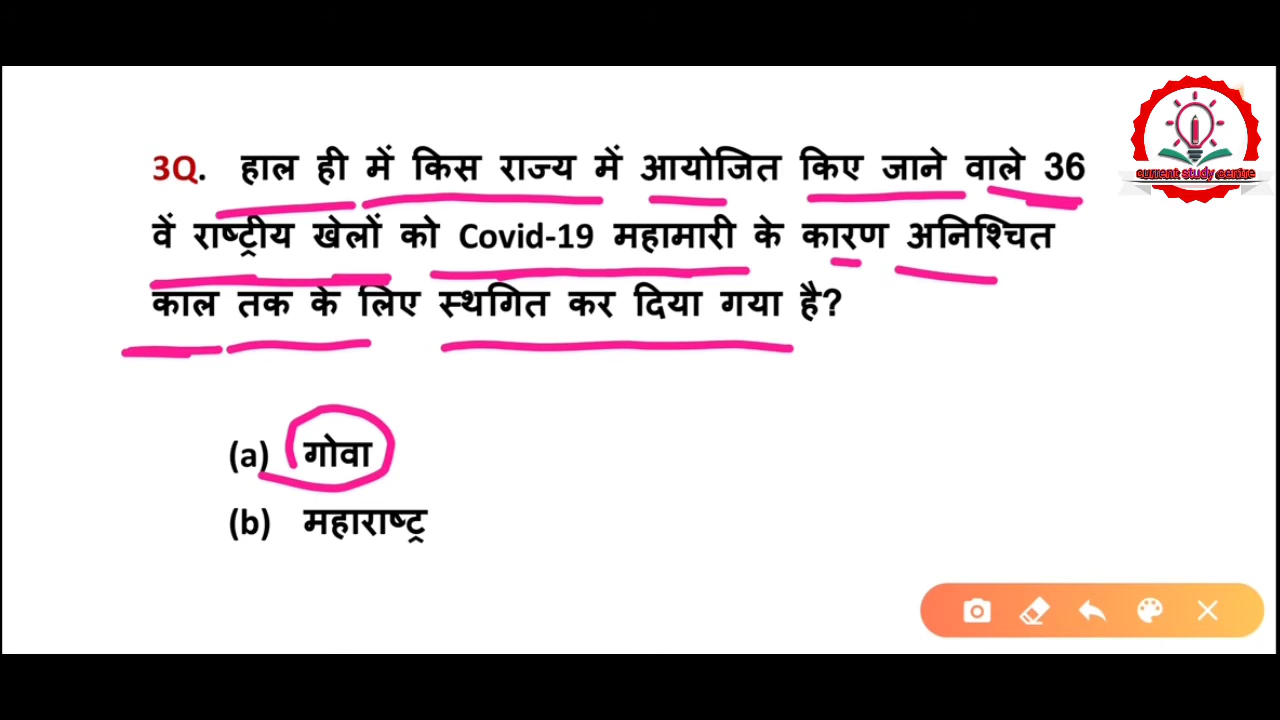 current study centre
3Q. हाल ही में किस राज्य में आयोजित किए जाने वाले 36
वें राष्ट्रीय खेलों को Covid-19 महामारी के कारण अनिश्चित
काल तक के लिए स्थगित कर दिया गया है?
(a) गोवा
(b) महाराष्ट्र